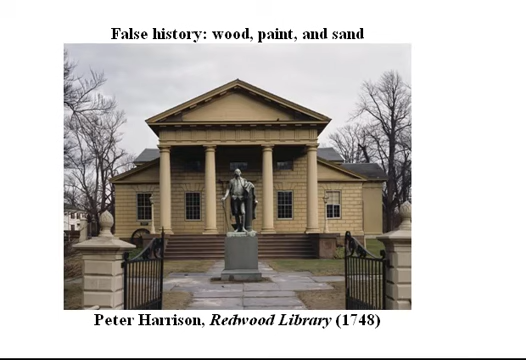 False history: wood, paint, and sand
Peter Harrison, Redwood Library (1748)